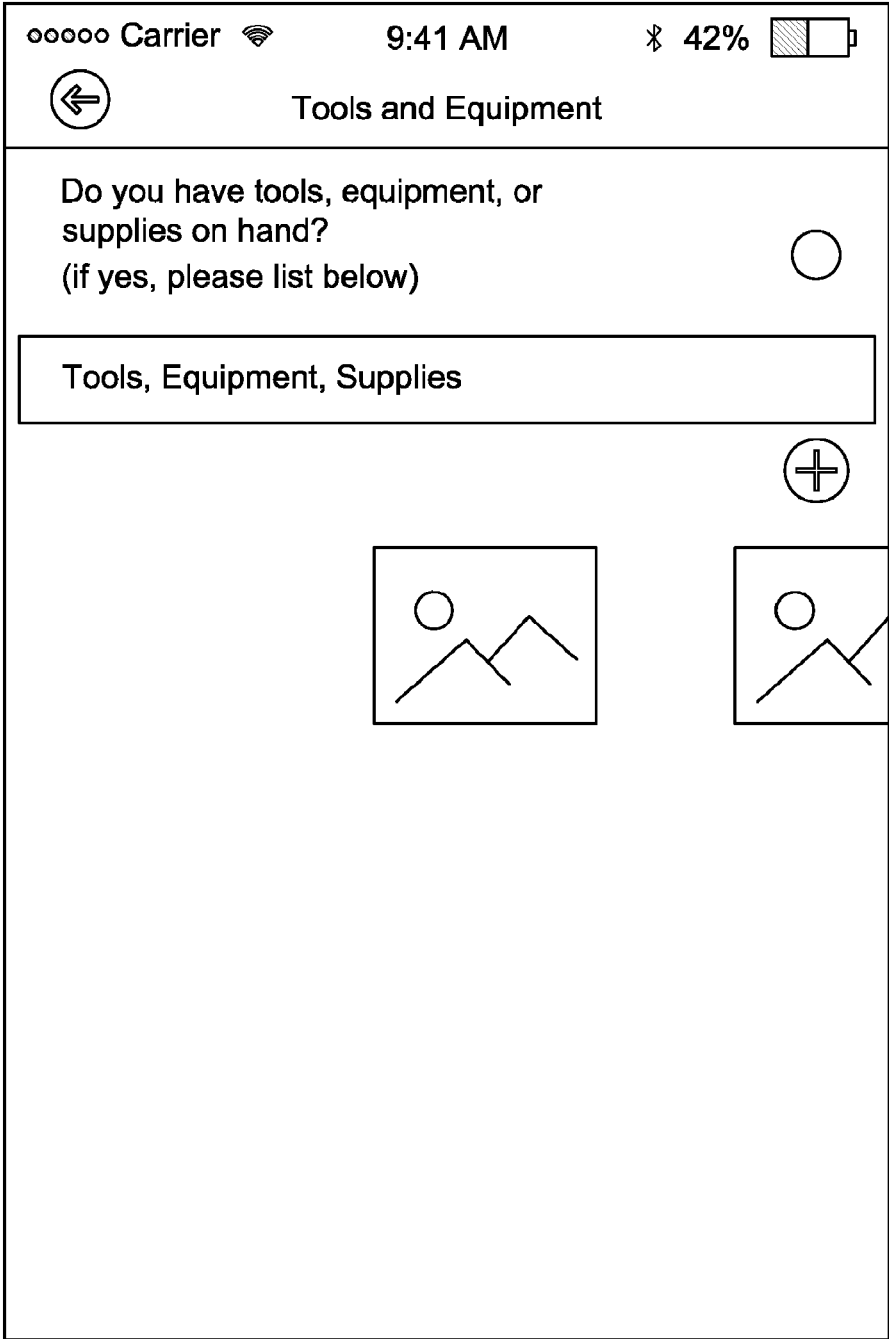 Carrier 9:41 AM 42%
Tools and Equipment
Do you have tools, equipment, or
supplies on hand?
(if yes, please list below)
Tools, Equipment, Supplies